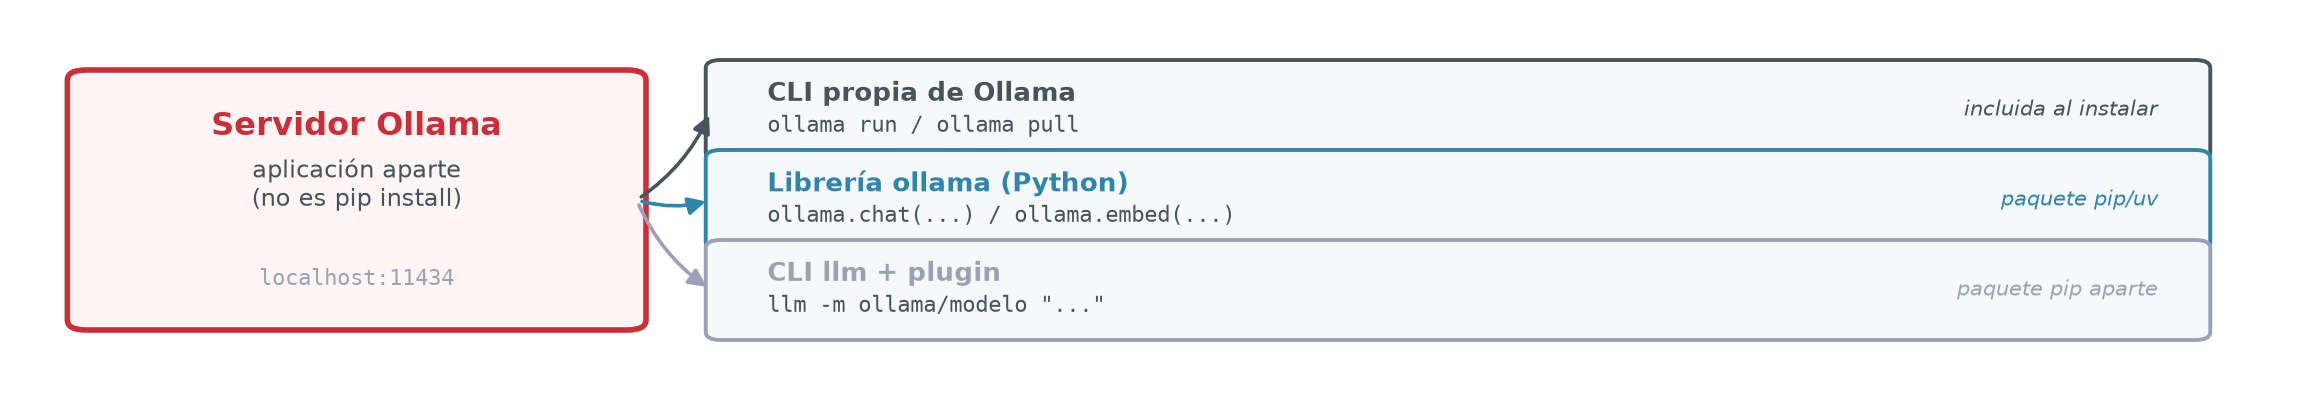 Servidor Ollama
aplicación aparte
(no es pip install)
localhost:11434
CLI propia de Ollama
ollama run / ollama pull
incluida al instalar
Librería ollama (Python)
ollama.chat(...) / ollama.embed(...)
paquete pip/uv
CLI llm + plugin
llm -m ollama/modelo "..."
paquete pip aparte